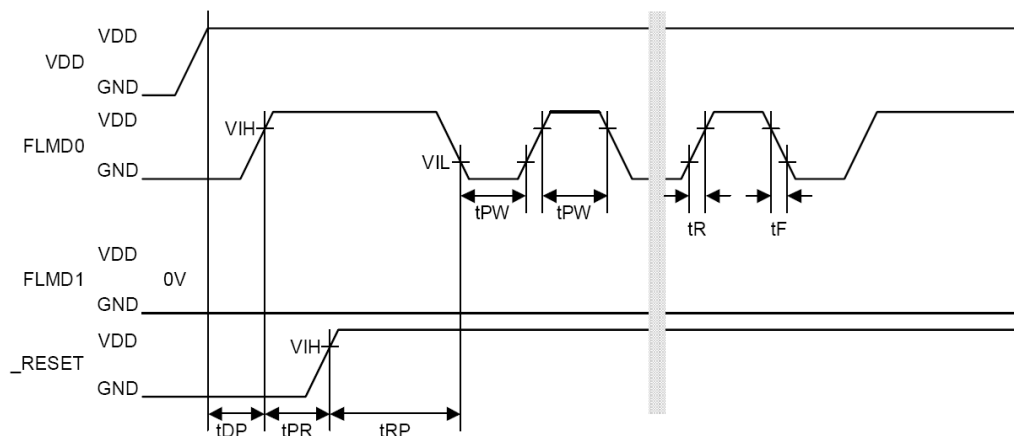 VDD
VDD
GND
FLMD0
VDD
GND
VIH
VIL
tPW
tPW
tR
tF
FLMD1
VDD
0V
GND
_RESET
VDD
VIH
GND
tDP
tPR
tRP